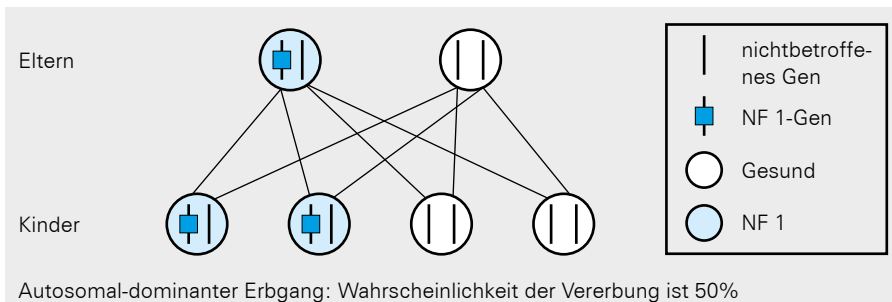 Eltern
nichtbetroffe-
nes Gen
NF 1-Gen
Gesund
Kinder
NF 1
Autosomal-dominanter Erbgang: Wahrscheinlichkeit der Vererbung ist 50%